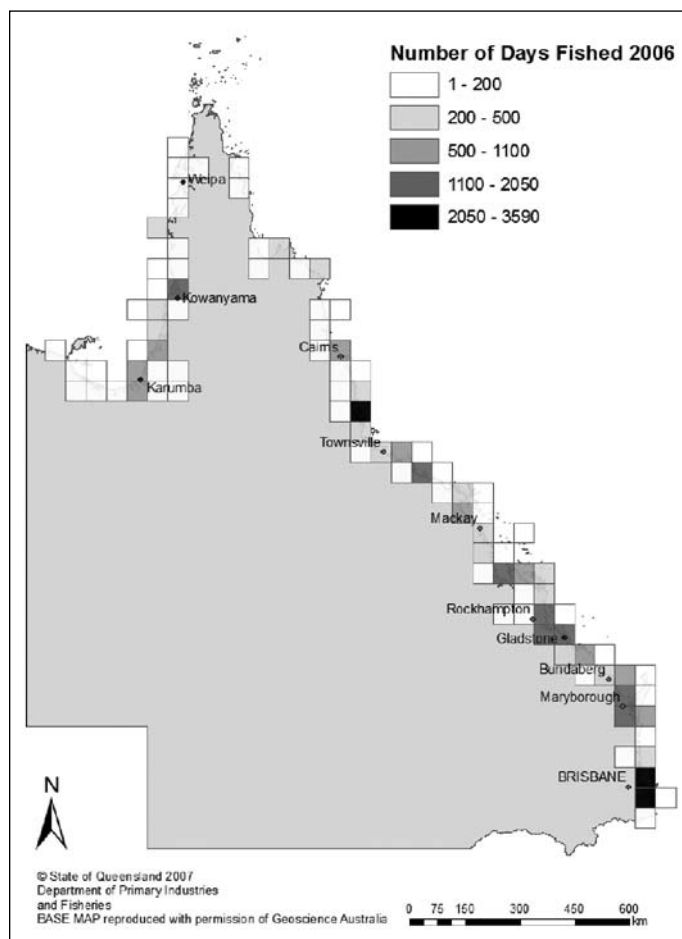 Number of Days Fished 2006
1 - 200
200 - 500
500 - 1100
1100 - 2050
2050 - 3590
Weipa
Kowanyama
Cairns
Karumba
Townsville
Mackay
Rockhampton
Gladstone
Bundaberg
Maryborough
BRISBANE
N
© State of Queensland 2007
Department of Primary Industries
and Fisheries
BASE MAP reproduced with permission of Geoscience Australia
0 75 150 300 450 600
km